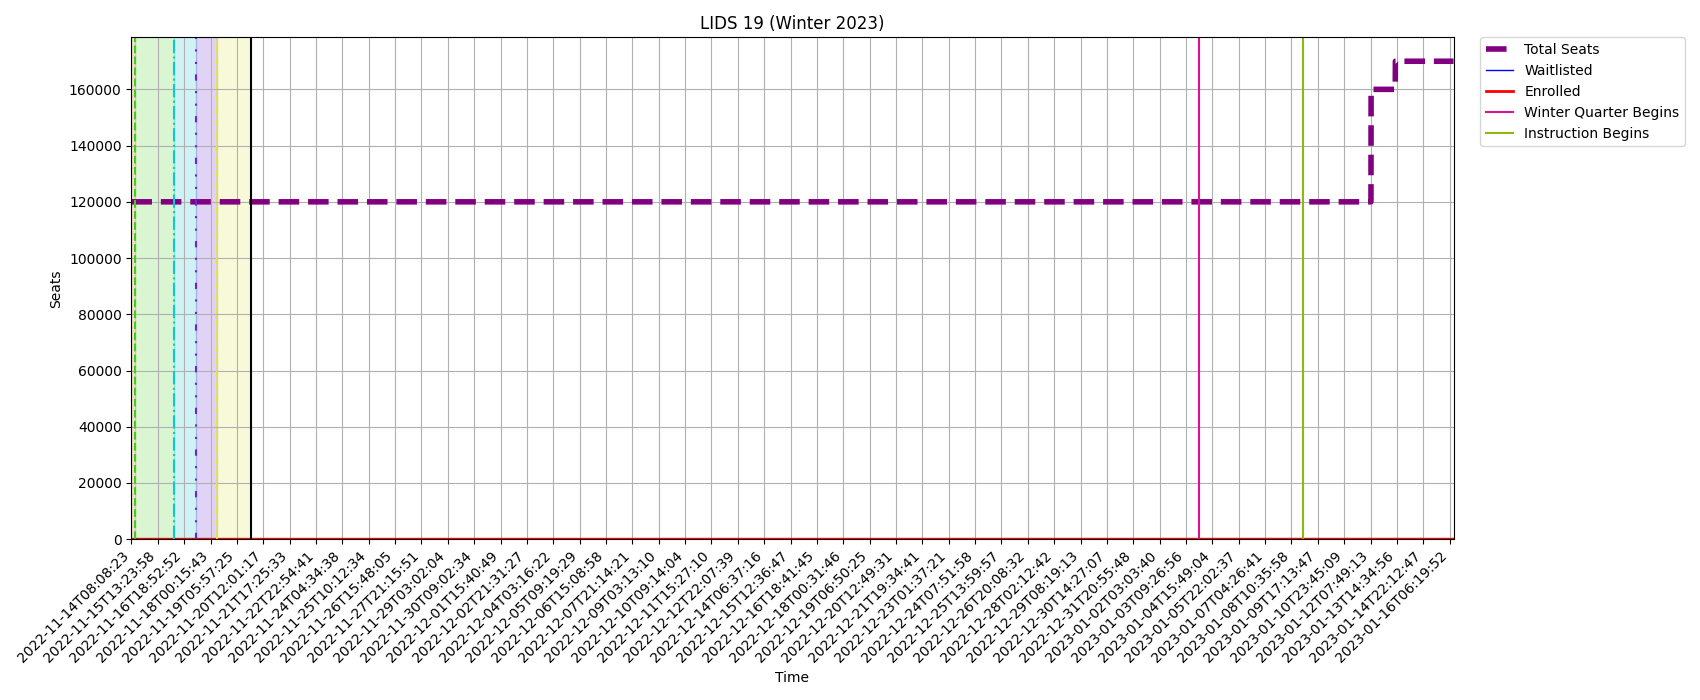 LIDS 19 (Winter 2023)
Total Seats
Waitlisted
Enrolled
Winter Quarter Begins
Instruction Begins
160000
140000
120000
100000
80000
60000
40000
20000
0
Seats
2022-11-14T08:08:23
2022-11-15T13:23:58
2022-11-16T18:52:52
2022-11-18T00:15:43
2022-11-19T05:57:25
2022-11-20T12:01:17
2022-11-21T17:25:33
2022-11-22T22:54:41
2022-11-24T04:34:38
2022-11-25T10:12:34
2022-11-26T15:48:05
2022-11-27T21:15:51
2022-11-29T03:02:04
2022-11-30T09:02:34
2022-12-01T15:40:49
2022-12-02T21:31:27
2022-12-04T03:16:22
2022-12-05T09:19:29
2022-12-06T15:08:58
2022-12-07T21:14:21
2022-12-09T03:13:10
2022-12-10T09:14:04
2022-12-11T15:27:10
2022-12-12T22:07:39
2022-12-14T06:37:16
2022-12-15T12:36:47
2022-12-16T18:41:45
2022-12-18T00:31:46
2022-12-19T06:50:25
2022-12-20T12:49:31
2022-12-21T19:34:41
2022-12-23T01:37:21
2022-12-24T07:51:58
2022-12-25T13:59:57
2022-12-26T20:08:32
2022-12-28T02:12:42
2022-12-29T08:19:13
2022-12-30T14:27:07
2022-12-31T20:55:48
2023-01-02T03:03:40
2023-01-03T09:26:56
2023-01-04T15:49:04
2023-01-05T22:02:37
2023-01-07T04:26:41
2023-01-08T10:35:58
2023-01-09T17:13:47
2023-01-10T23:45:09
2023-01-12T07:49:13
2023-01-13T14:34:56
2023-01-14T22:12:47
2023-01-16T06:19:52
Time